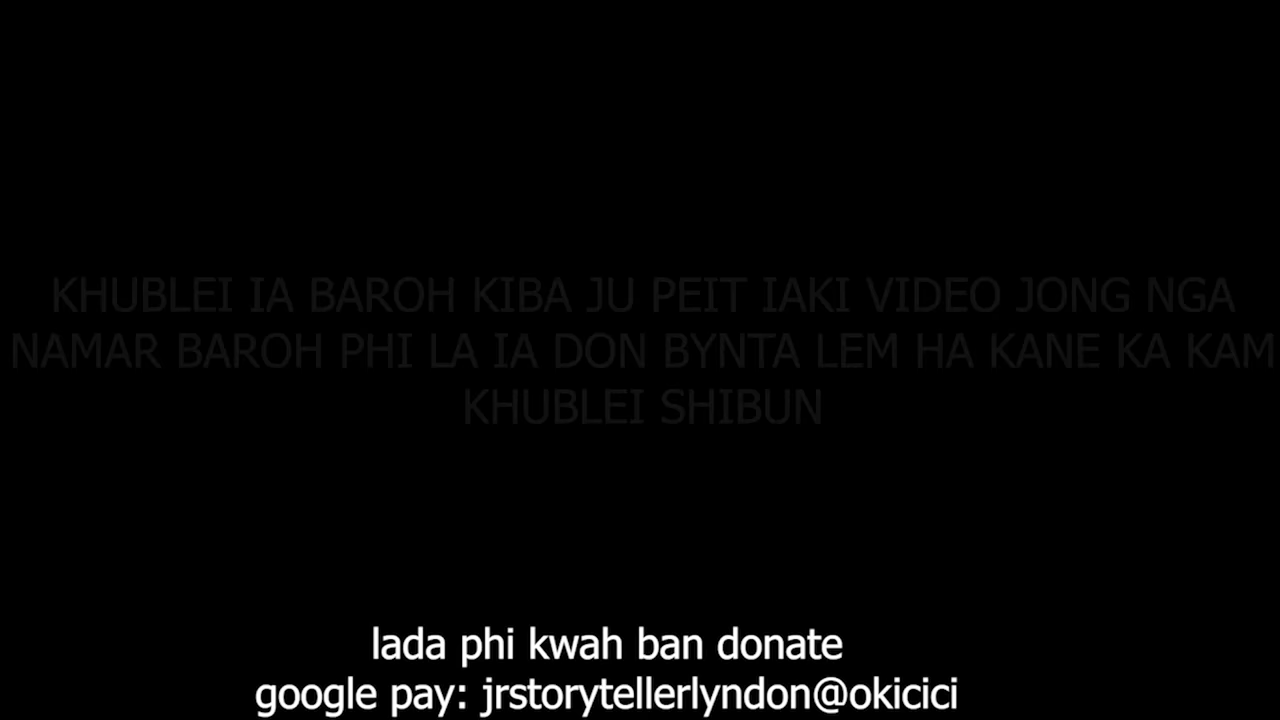 KHUBLEI IA BAROH KIBA JU PEIT IAKI VIDEO JONG NGA
NAMAR BAROH PHI LA IA DON BYNTA LEM HA KANE KA KAM
KHUBLEI SHIBUN
lada phi kwah ban donate
google pay: jrstorytellerlyndon@okicici